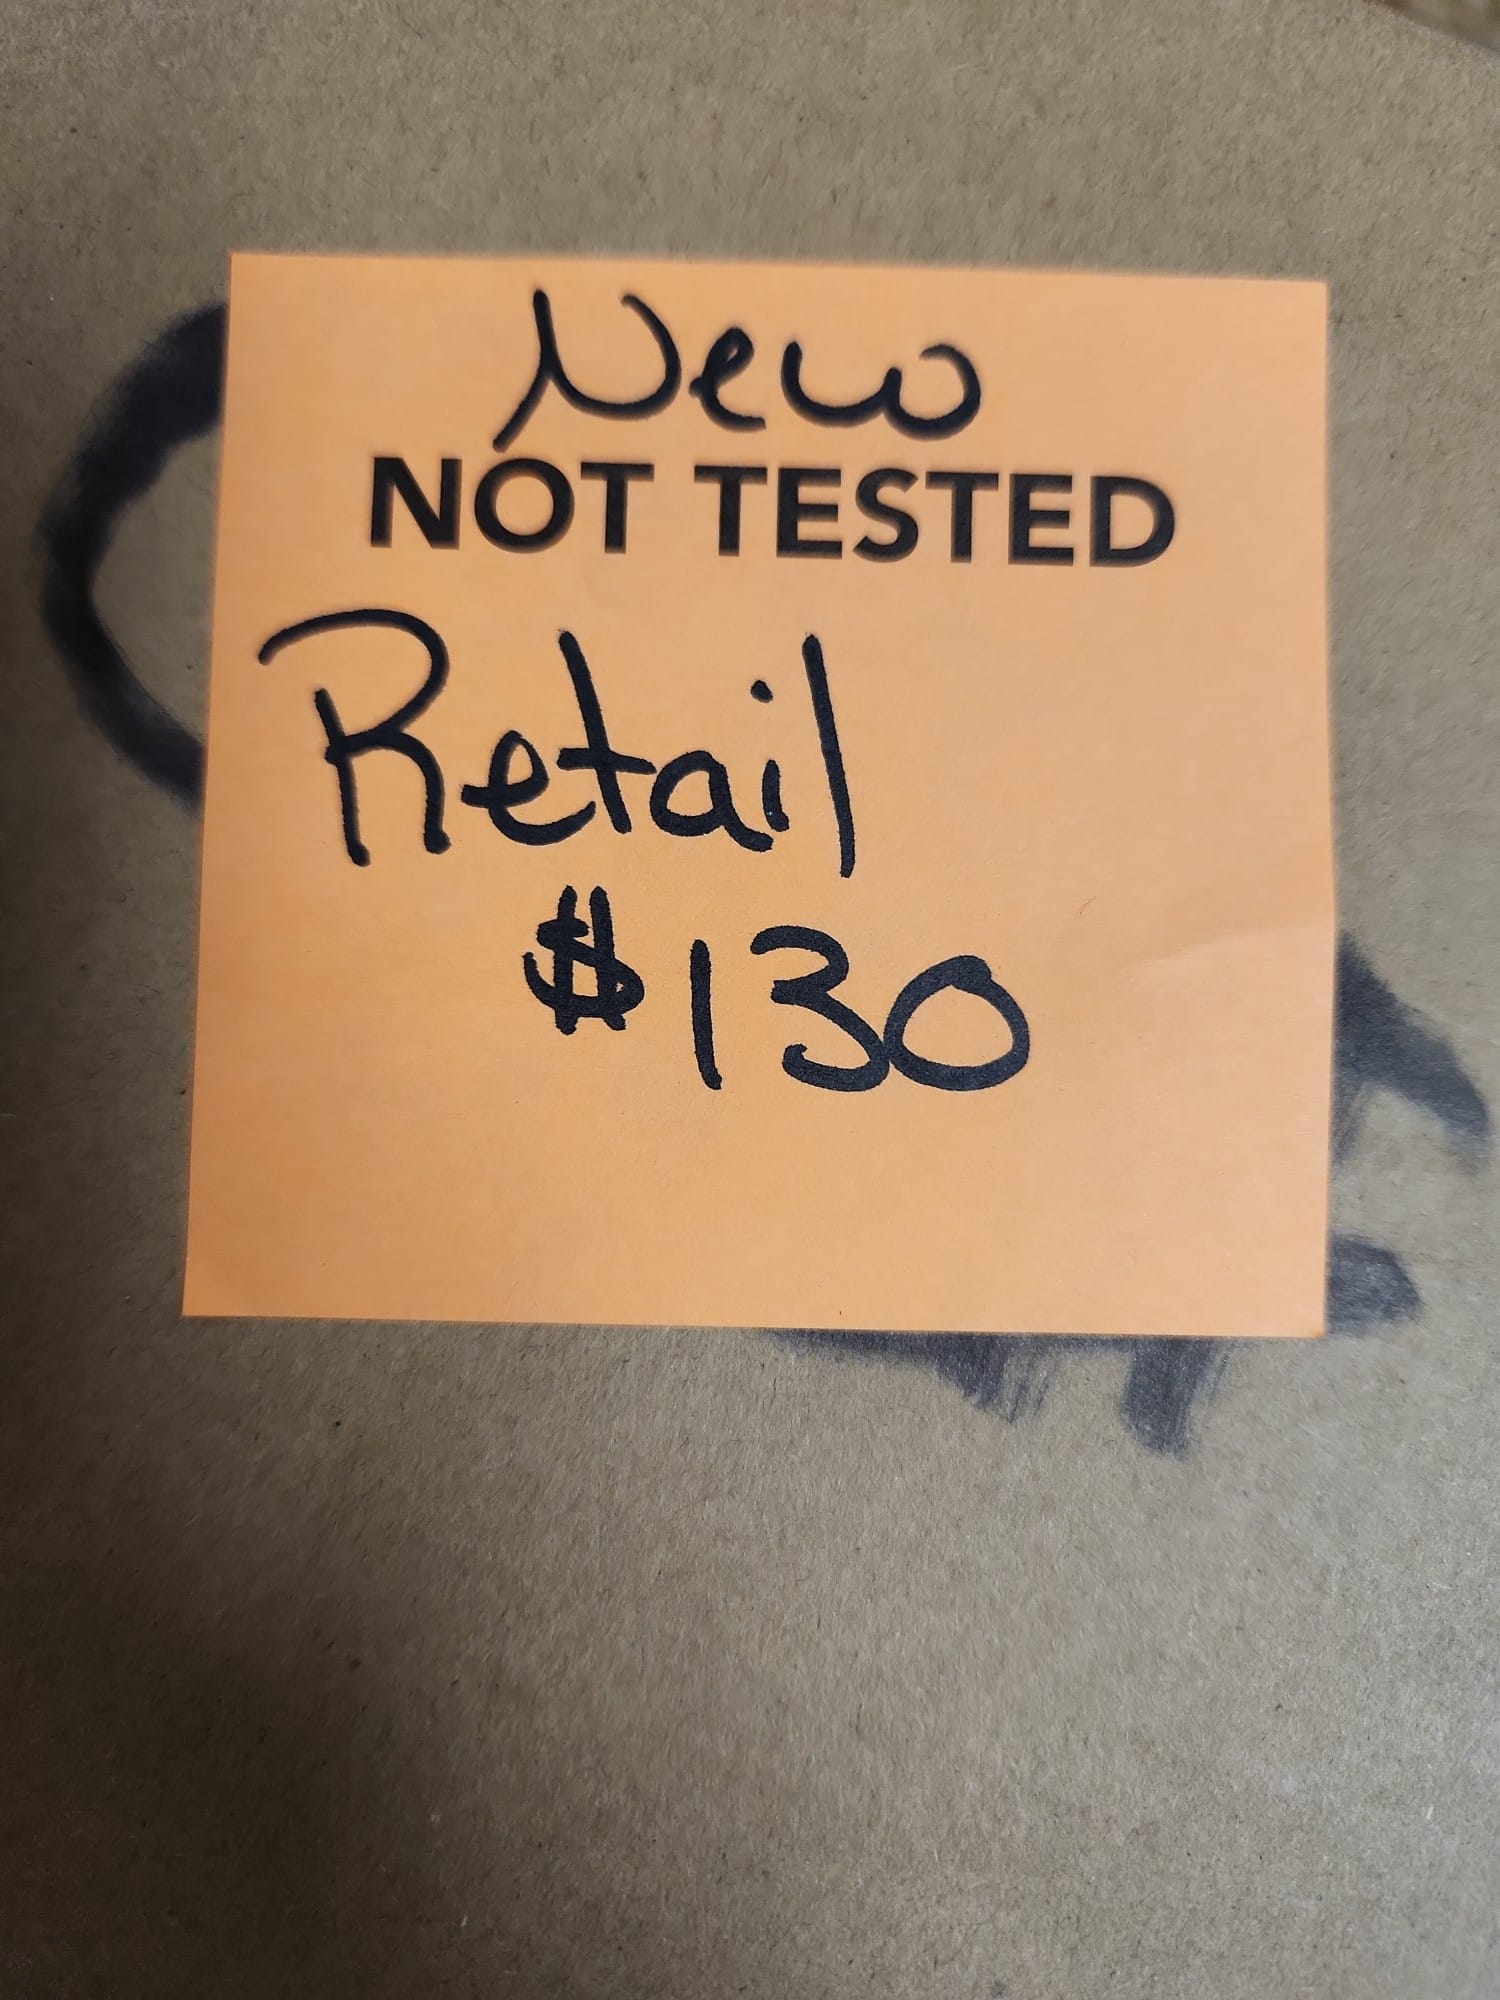 New
NOT TESTED
Retail
$130